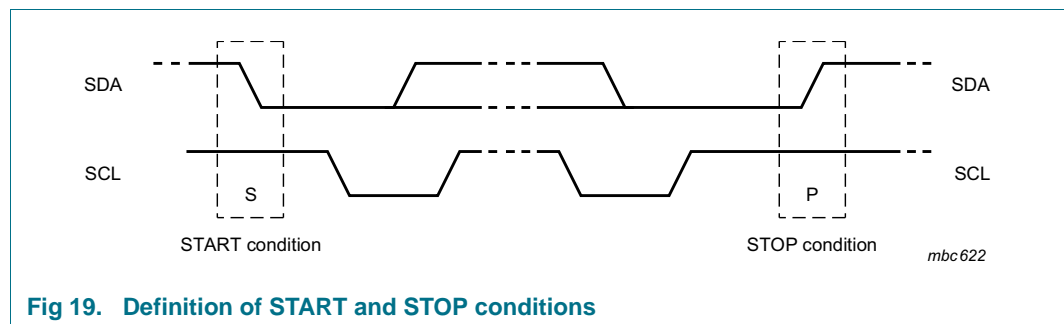 SDA
SDA
SCL
SCL
S
P
START condition
STOP condition
mbc622
Fig 19. Definition of START and STOP conditions